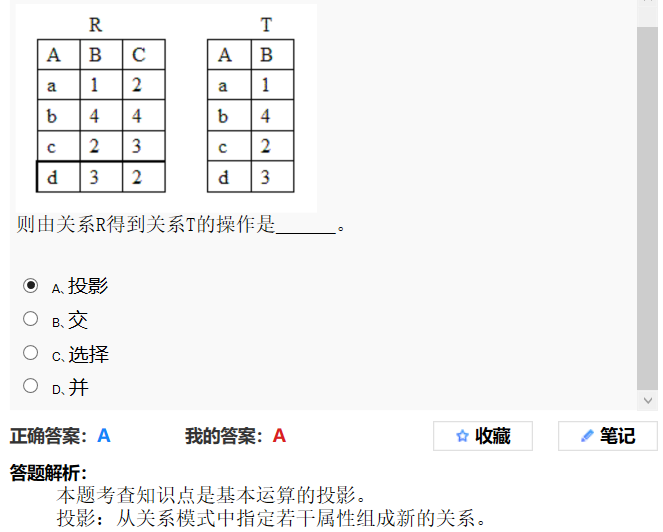 R T
A B C A B
a 1 2 a 1
b 4 4 b 4
c 2 3 c 2
d 3 2 d 3
则由关系R得到关系T的操作是______。
A、投影
B、交
C、选择
D、并
正确答案：A 我的答案：A 收藏 笔记
答题解析：
本题考查知识点是基本运算的投影。
投影：从关系模式中指定若干属性组成新的关系。